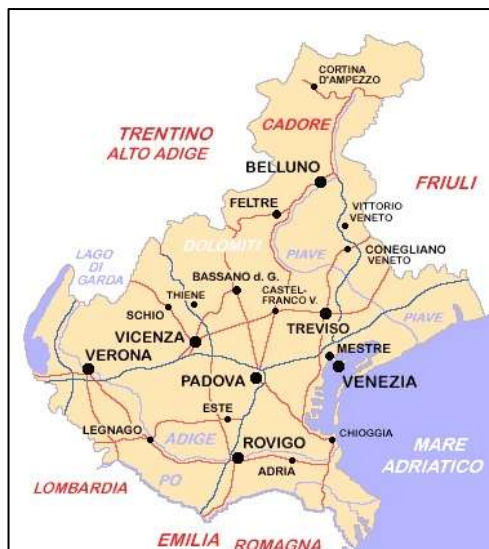 CORTINA
D'AMPEZZO
CADORE
TRENTINO
ALTO ADIGE
BELLUNO
FRIULI
FELTRE
VITTORIO
VENETO
DOLOMITI
PIAVE
CONEGLIANO
VENETO
LAGO
DI
GARDA
BASSANO d. G.
THIENE
CASTEL-
FRANCO V.
SCHIO
TREVISO
PIAVE
VICENZA
VERONA
MESTRE
PADOVA
VENEZIA
ESTE
LEGNAGO
ADIGE
CHIOGGIA
ROVIGO
MARE
ADRIATICO
ADRIA
PO
LOMBARDIA
EMILIA ROMAGNA